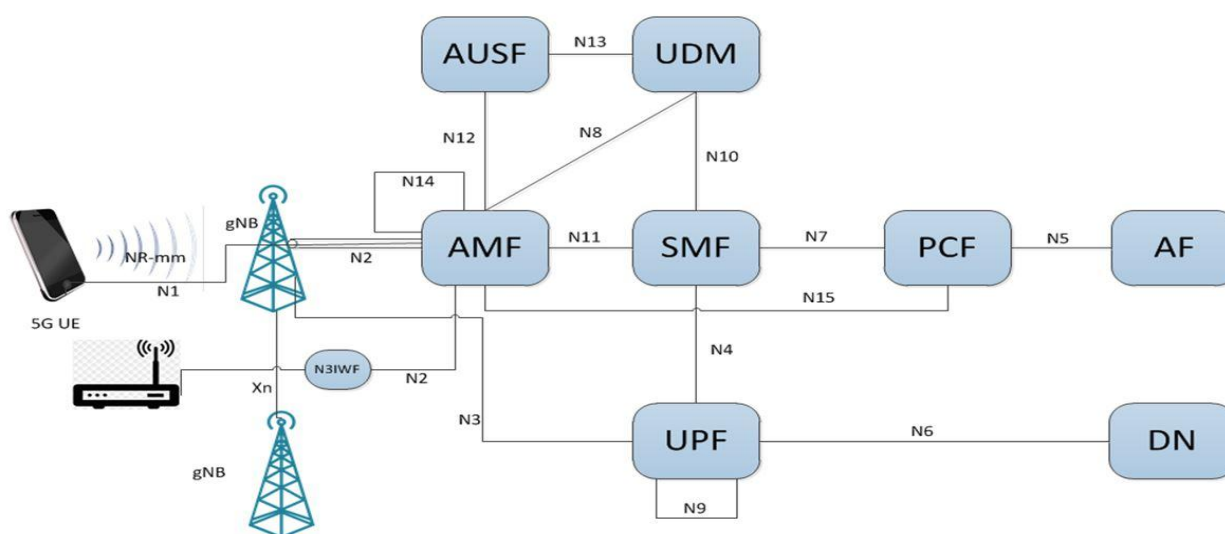 AUSF
N13
UDM
N12
N8
N10
N14
gNB
NR-mm
N1
N2
AMF
N11
SMF
N7
PCF
N5
AF
N15
5G UE
N4
N3IWF
N2
Xn
N3
UPF
N6
DN
gNB
N9